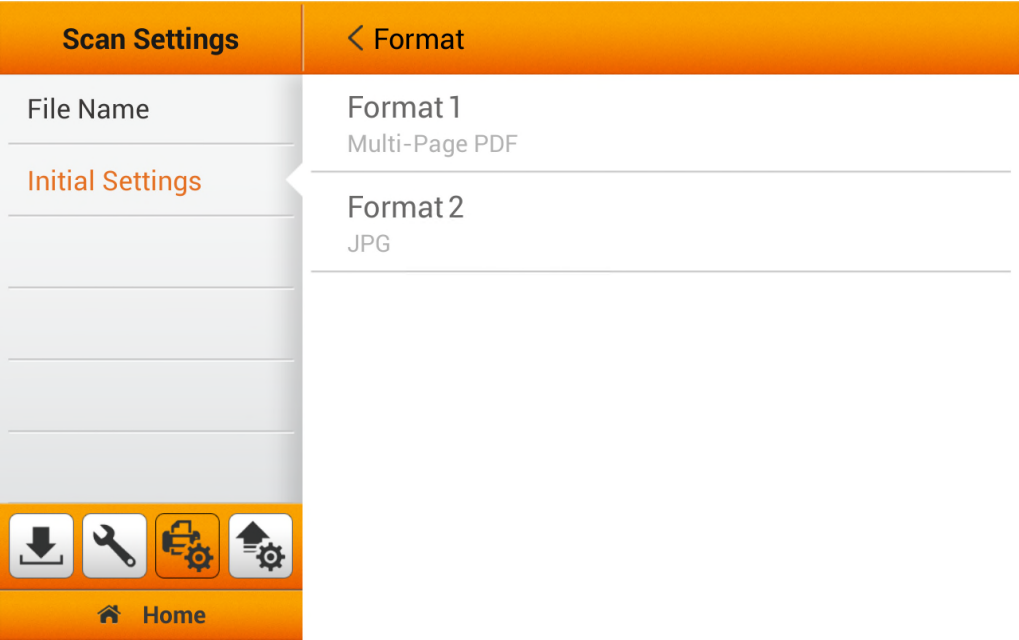 Scan Settings
Format
File Name
Initial Settings
Format 1
Multi-Page PDF
Format 2
JPG
Home